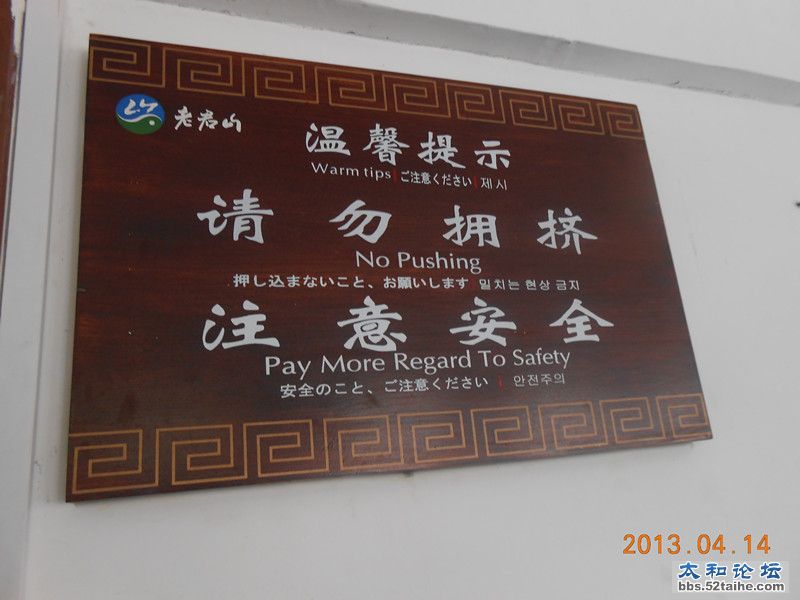 老君山
温馨提示
Warm tips ご注意ください 제시
请勿拥挤
No Pushing
押し込まないこと、お願いします 밀치는 현상 금지
注意安全
Pay More Regard To Safety
安全のこと、ご注意ください 안전주의
2013.04.14
太和论坛
bbs.52taihe.com